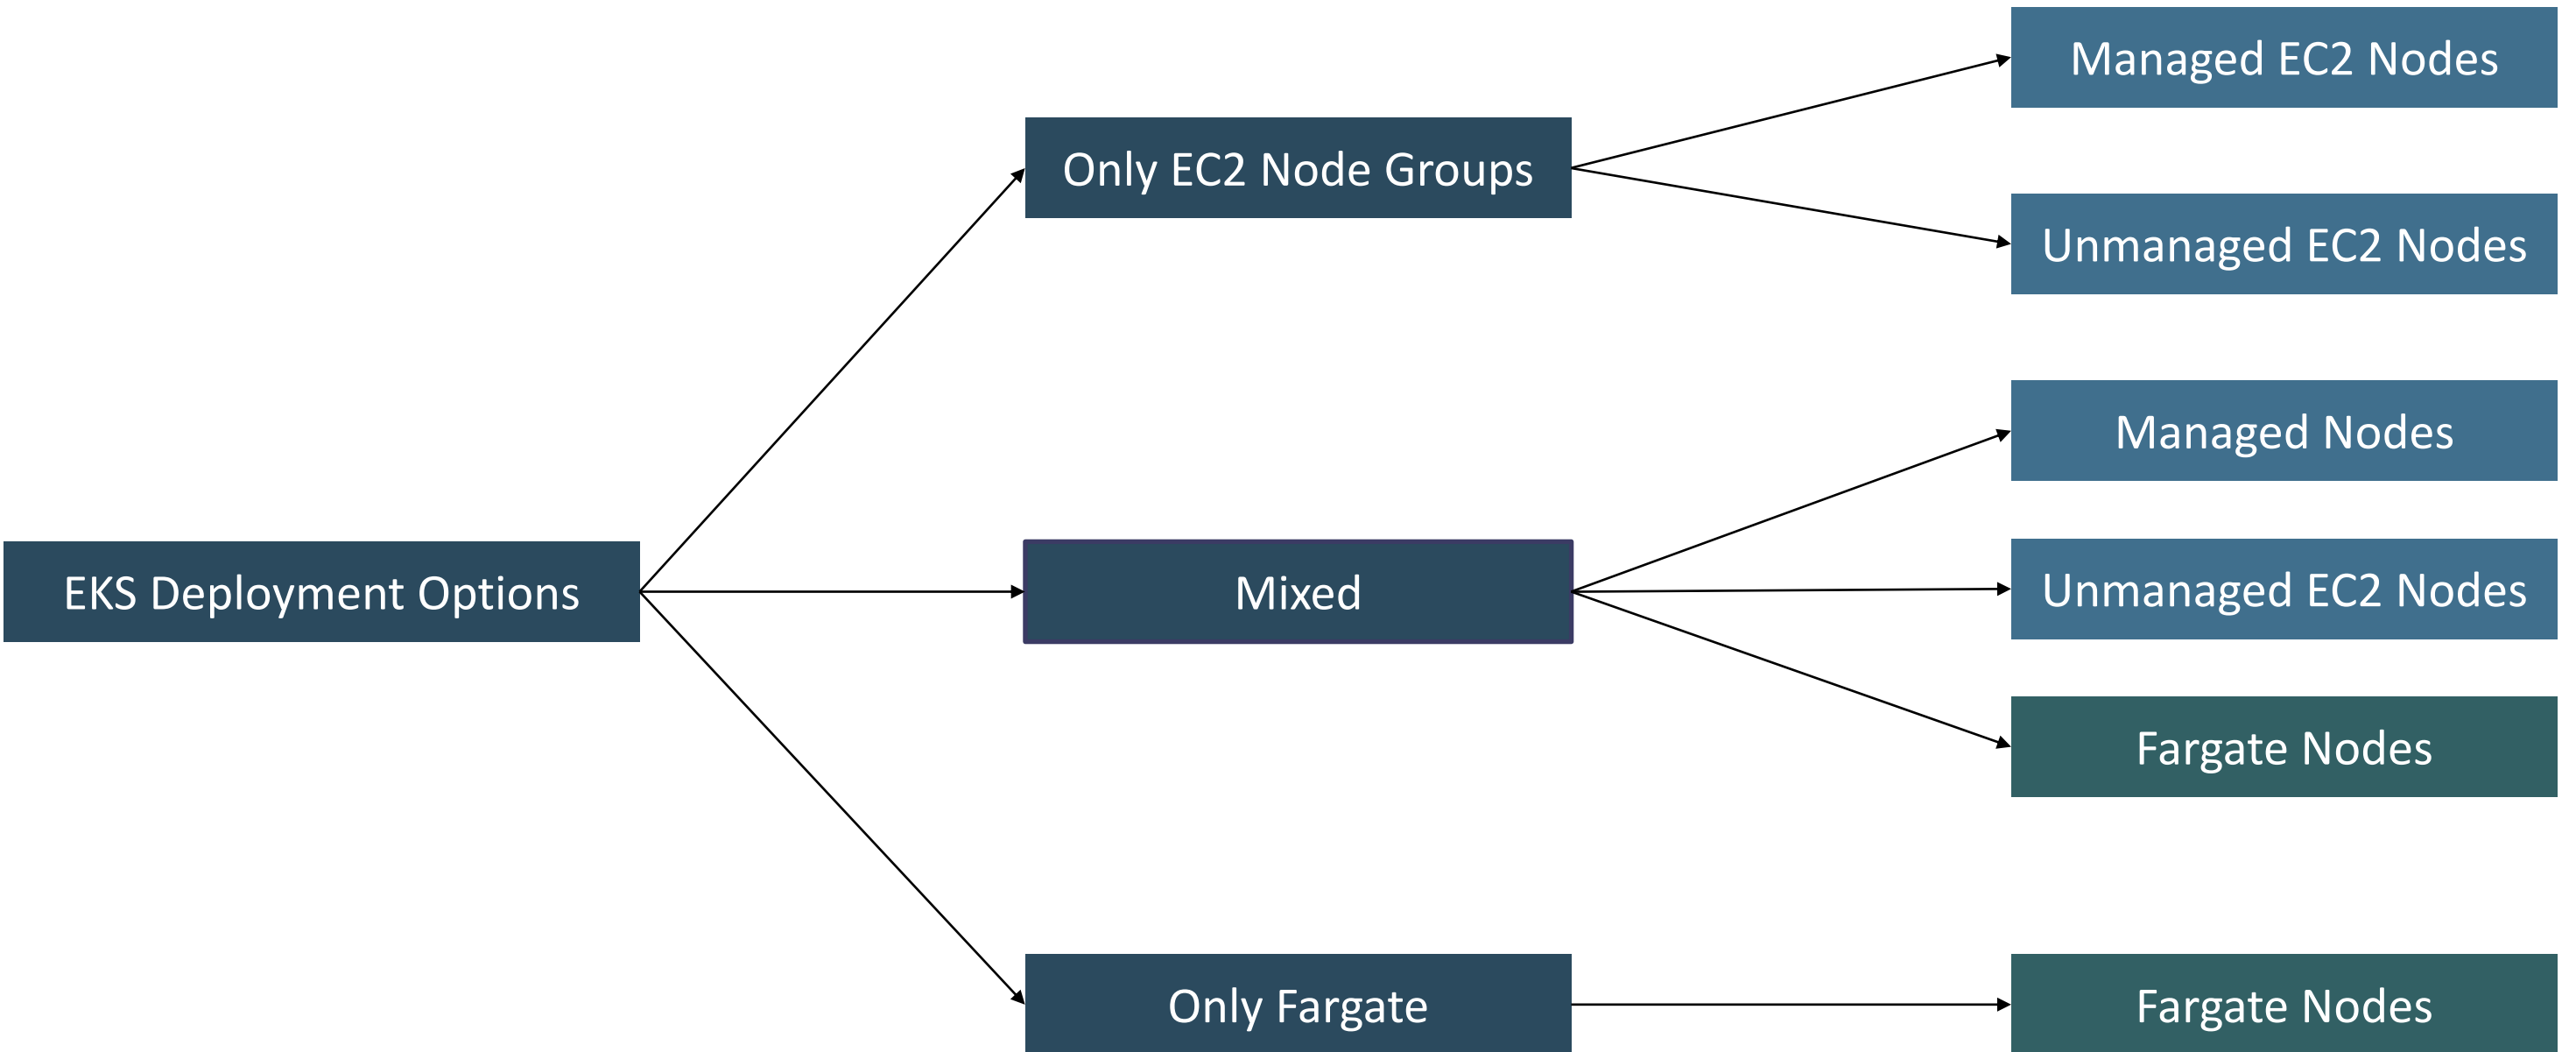 Managed EC2 Nodes
Only EC2 Node Groups
Unmanaged EC2 Nodes
Managed Nodes
EKS Deployment Options
Mixed
Unmanaged EC2 Nodes
Fargate Nodes
Only Fargate
Fargate Nodes